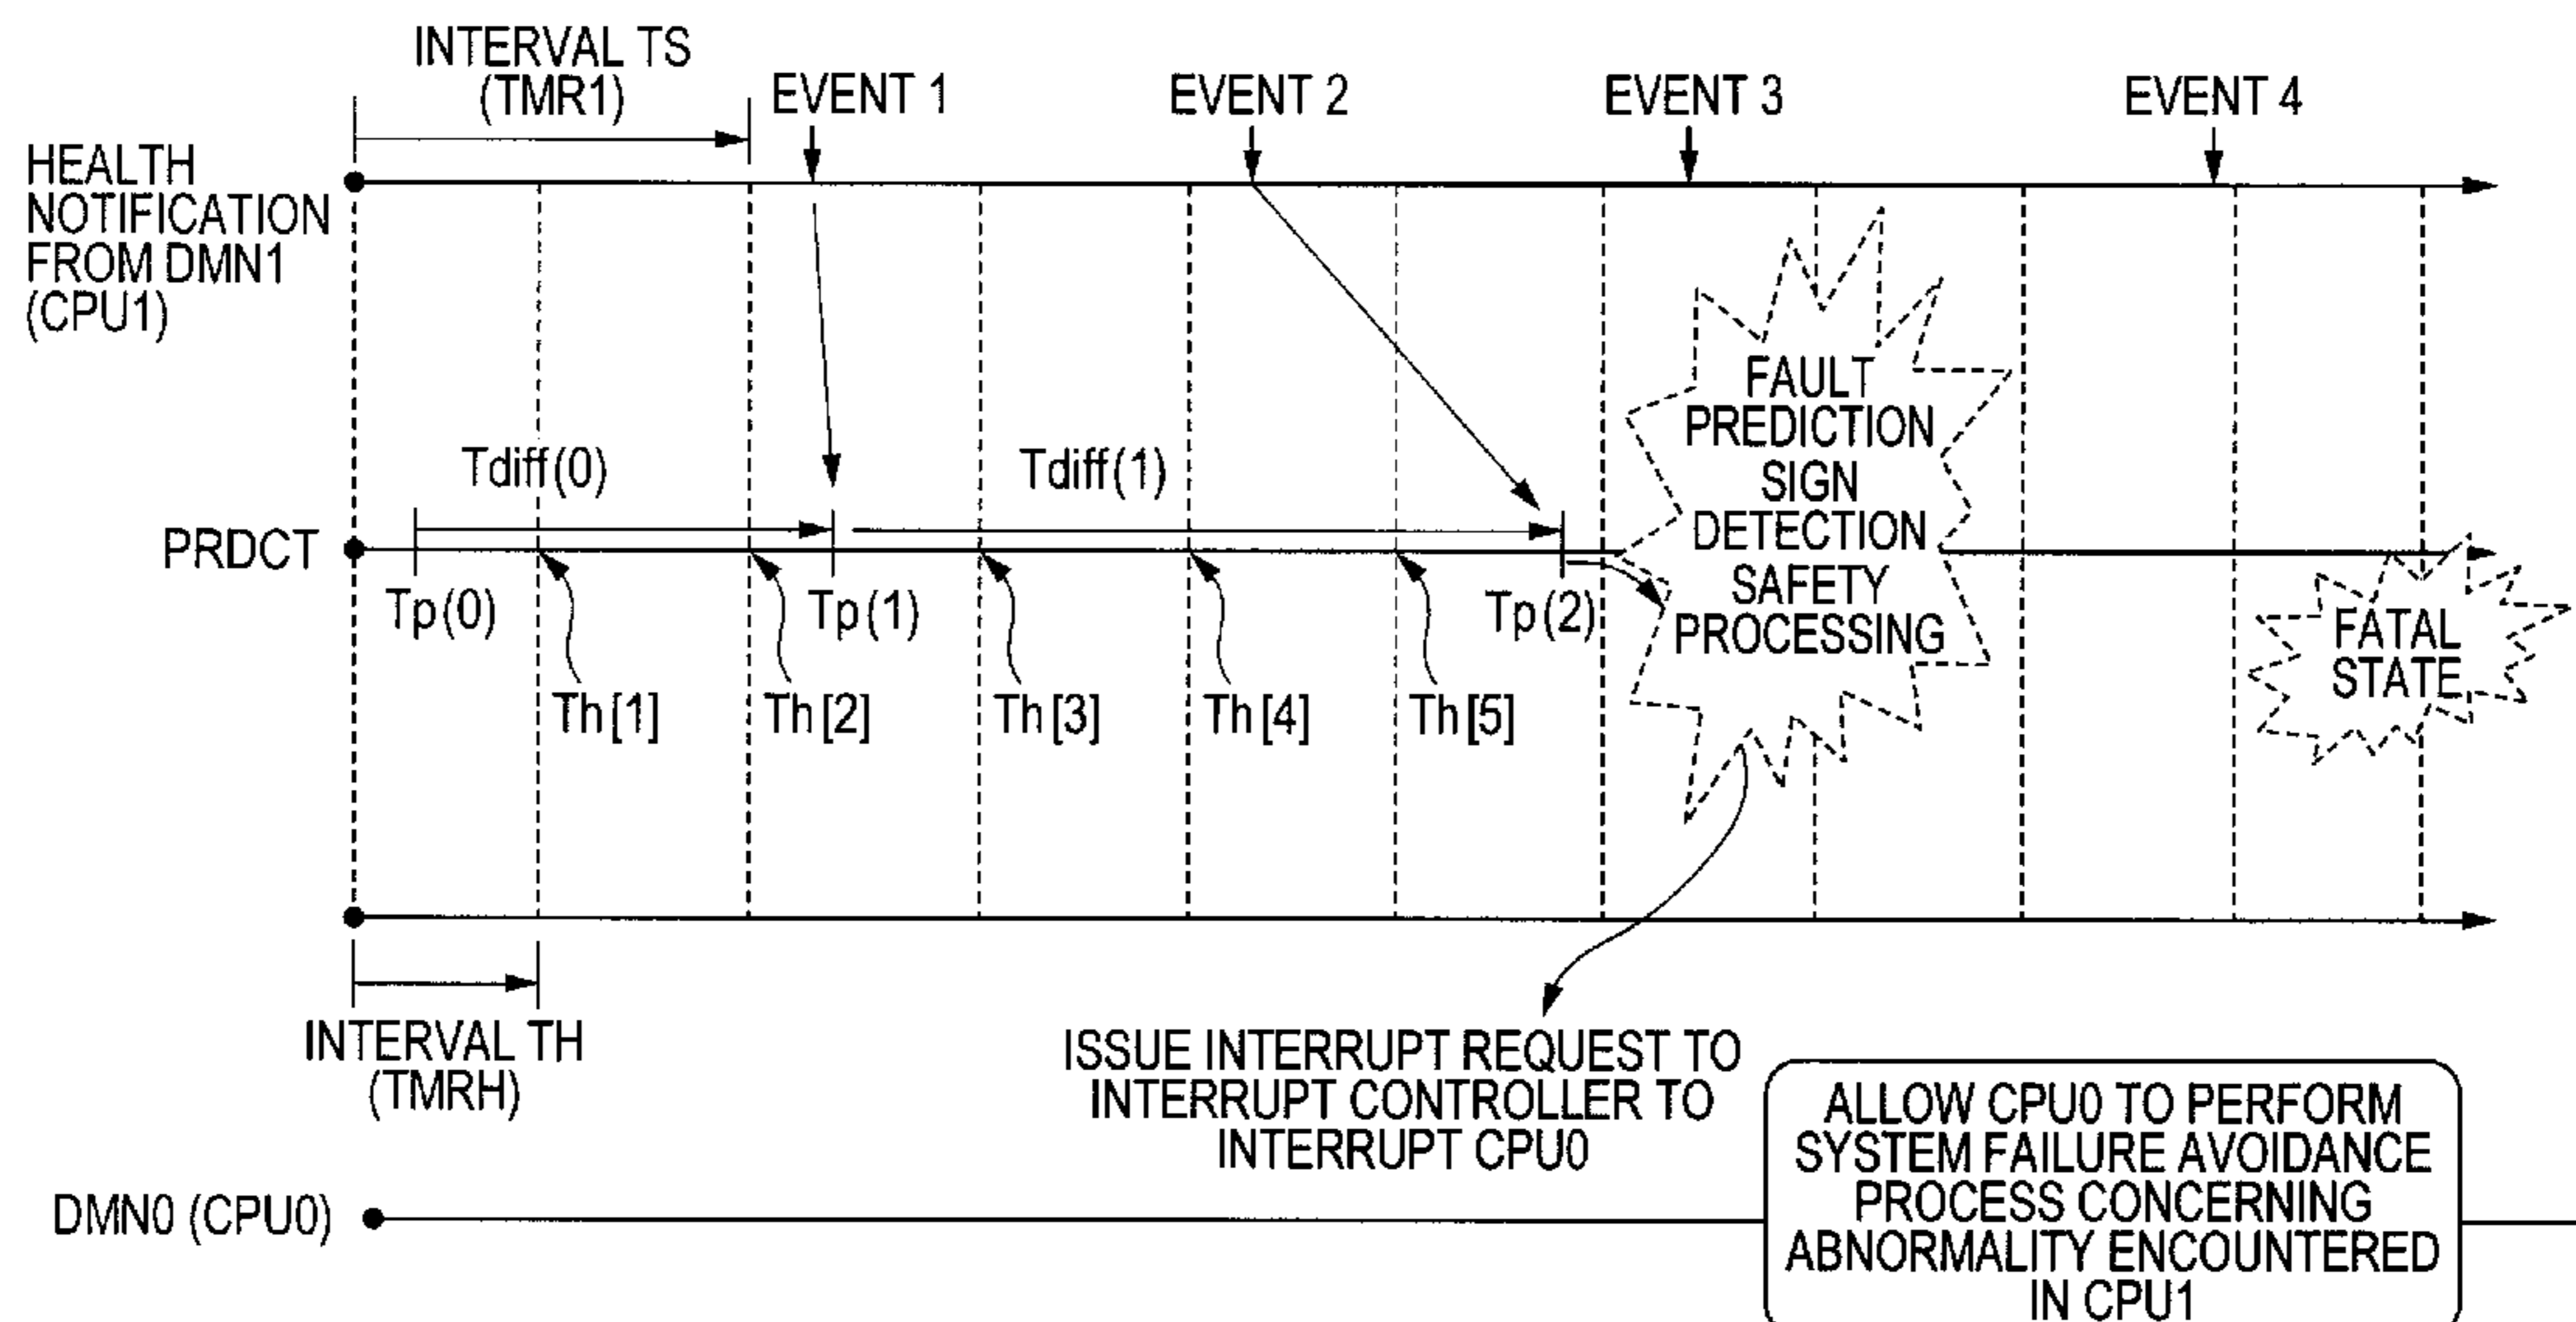 INTERVAL TS
(TMR1)
EVENT 1
EVENT 2
EVENT 3
EVENT 4
HEALTH
NOTIFICATION
FROM DMN1
(CPU1)
Tdiff(0)
Tdiff(1)
FAULT
PREDICTION
SIGN
DETECTION
SAFETY
PROCESSING
PRDCT
Tp(0)
Tp(1)
Tp(2)
FATAL
STATE
Th[1]
Th[2]
Th[3]
Th[4]
Th[5]
INTERVAL TH
(TMRH)
ISSUE INTERRUPT REQUEST TO
INTERRUPT CONTROLLER TO
INTERRUPT CPU0
DMN0 (CPU0)
ALLOW CPU0 TO PERFORM
SYSTEM FAILURE AVOIDANCE
PROCESS CONCERNING
ABNORMALITY ENCOUNTERED
IN CPU1